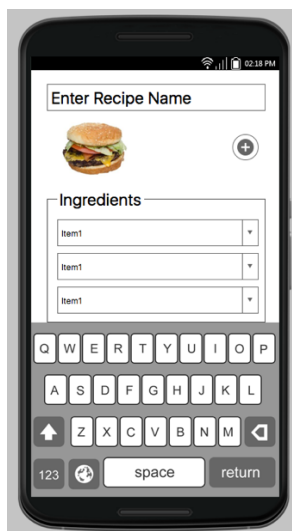 02:18 PM
Enter Recipe Name
Ingredients
Item1
Item1
Item1
Q W E R T Y U I O P
A S D F G H J K L
Z X C V B N M
123 space return